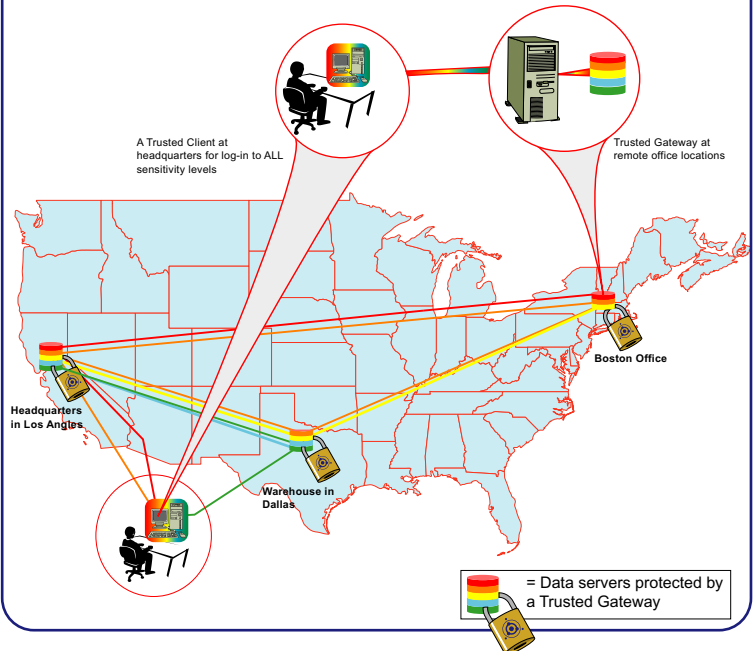 A Trusted Client at
headquarters for log-in to ALL
sensitivity levels
Trusted Gateway at
remote office locations
Boston Office
Headquarters
in Los Angles
Warehouse in
Dallas
= Data servers protected by
a Trusted Gateway